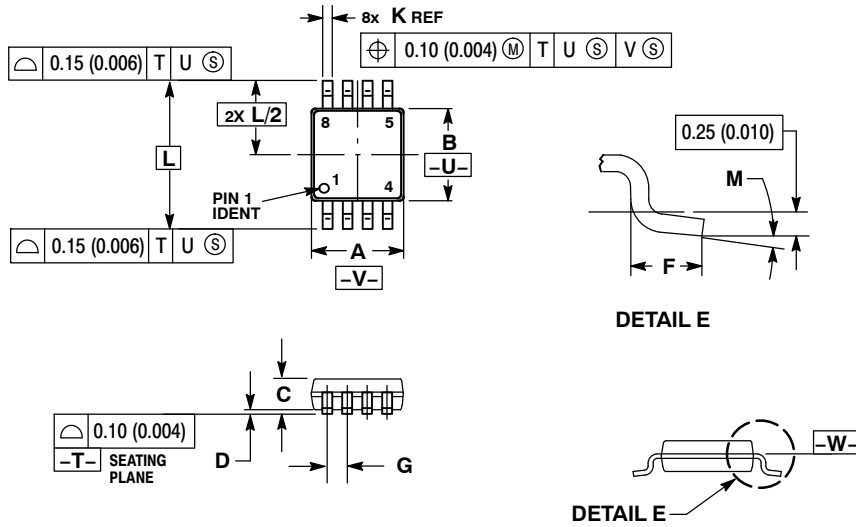 8x K REF
⌖ 0.10 (0.004) Ⓜ T U Ⓢ V Ⓢ
⌓ 0.15 (0.006) T U Ⓢ
2X L/2
L
8 5
B
–U–
PIN 1
IDENT
1 4
⌓ 0.15 (0.006) T U Ⓢ
A
–V–
0.25 (0.010)
M
F
DETAIL E
C
⌓ 0.10 (0.004)
–T– SEATING
PLANE
D
G
–W–
DETAIL E